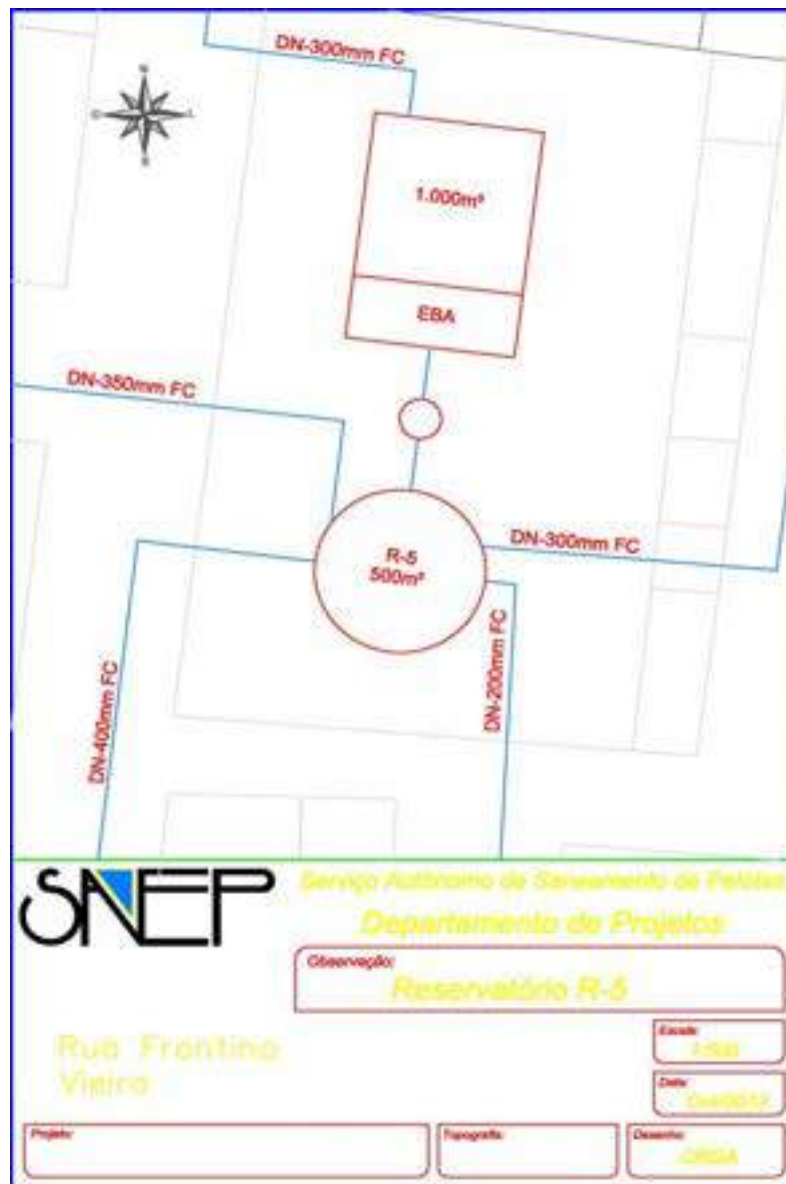 DN-300mm FC
N
1.000m³
EBA
DN-350mm FC
R-5
500m³
DN-300mm FC
DN-400mm FC
DN-200mm FC
SANEP
Serviço Autônomo de Saneamento de Pelotas
Departamento de Projetos
Observação:
Reservatório R-5
Rua Frontino
Vieira
Escala:
Data:
Projeto:
Topografia:
Desenho: